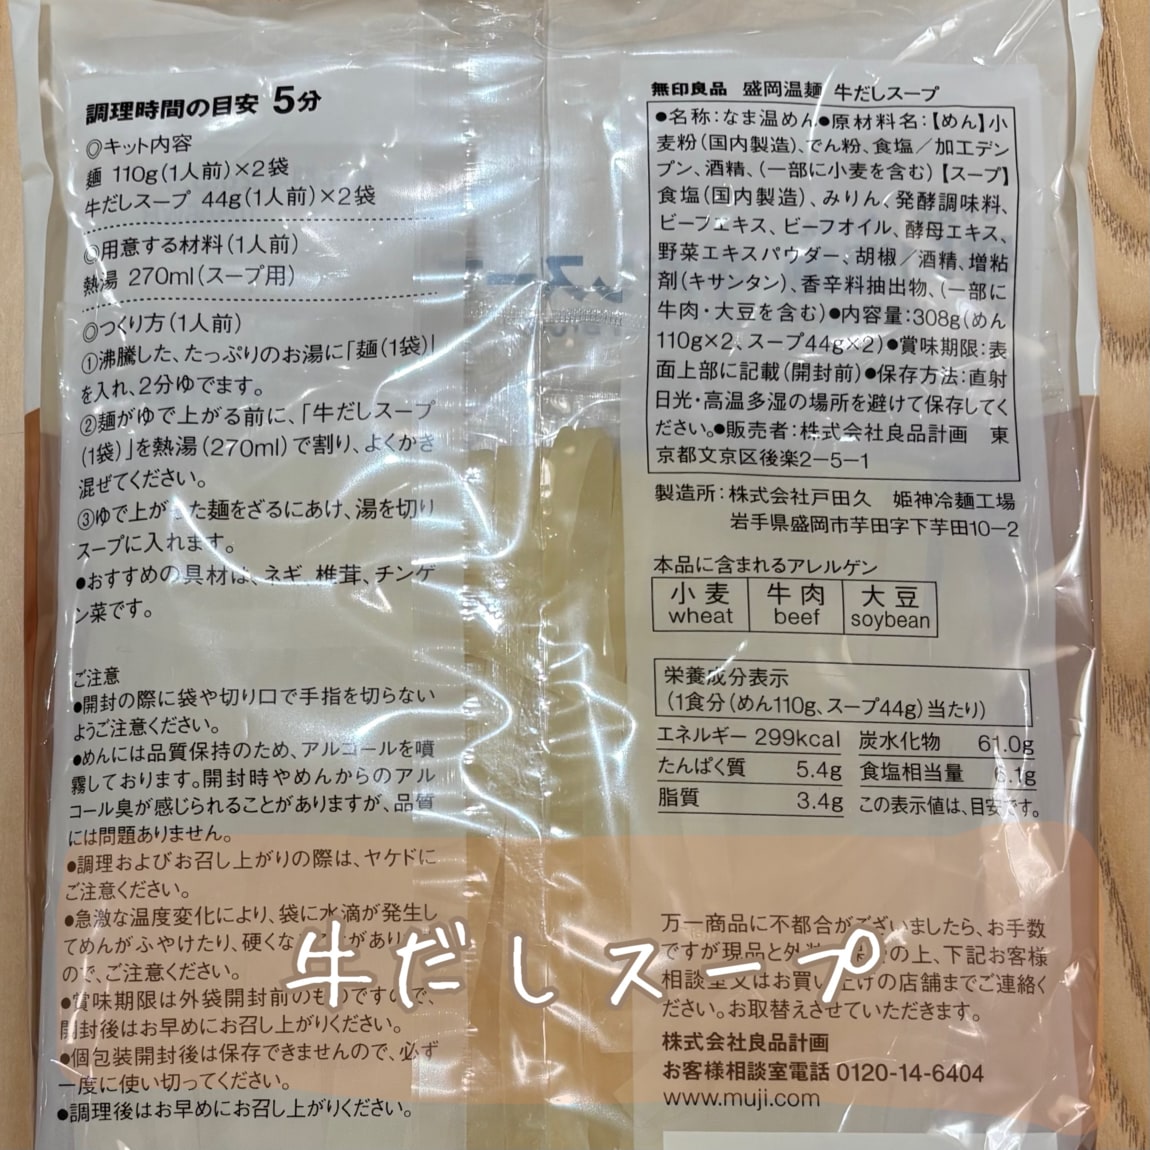 調理時間の目安 5分
◎キット内容
麺 110g(1人前)×2袋
牛だしスープ 44g(1人前)×2袋
◎用意する材料(1人前)
熱湯 270ml(スープ用)
◎つくり方(1人前)
①沸騰した、たっぷりのお湯に「麺(1袋)」
を入れ、2分ゆでます。
②麺がゆで上がる前に、「牛だしスープ
(1袋)」を熱湯(270ml)で割り、よくかき
混ぜてください。
③ゆで上がった麺をざるにあけ、湯を切り
スープに入れます。
●おすすめの具材は、ネギ、椎茸、チンゲ
ン菜です。
ご注意
●開封の際に袋や切り口で手指を切らない
ようご注意ください。
●めんには品質保持のため、アルコールを噴
霧しております。開封時やめんからのアル
コール臭が感じられることがありますが、品質
には問題ありません。
●調理およびお召し上がりの際は、ヤケドに
ご注意ください。
●急激な温度変化により、袋に水滴が発生し
てめんがふやけたり、硬くな
ので、ご注意ください。
●賞味期限は外袋開封前のものですので、
開封後はお早めにお召し上がりください。
●個包装開封後は保存できませんので、必ず
一度に使い切ってください。
●調理後はお早めにお召し上がりください。
無印良品 盛岡温麺 牛だしスープ
●名称:なま温めん●原材料名:【めん】小
麦粉(国内製造)、でん粉、食塩/加工デン
プン、酒精、(一部に小麦を含む)【スープ】
食塩(国内製造)、みりん、発酵調味料、
ビーフエキス、ビーフオイル、酵母エキス、
野菜エキスパウダー、胡椒/酒精、増粘
剤(キサンタン)、香辛料抽出物、(一部に
牛肉・大豆を含む)●内容量:308g(めん
110g×2、スープ44g×2)●賞味期限:表
面上部に記載(開封前)●保存方法:直射
日光・高温多湿の場所を避けて保存してく
ださい。●販売者:株式会社良品計画 東
京都文京区後楽2−5−1
製造所:株式会社戸田久 姫神冷麺工場
岩手県盛岡市芋田字下芋田10−2
本品に含まれるアレルゲン
小麦 牛肉 大豆
wheat beef soybean
栄養成分表示
(1食分(めん110g、スープ44g)当たり)
エネルギー 299kcal 炭水化物 61.0g
たんぱく質 5.4g 食塩相当量 6.1g
脂質 3.4g この表示値は、目安です。
万一商品に不都合がございましたら、お手数
ですが現品と外 の上、下記お客様
相談室又はお買い上げの店舗までご連絡く
ださい。お取替えさせていただきます。
株式会社良品計画
お客様相談室電話 0120-14-6404
www.muji.com
牛だしスープ